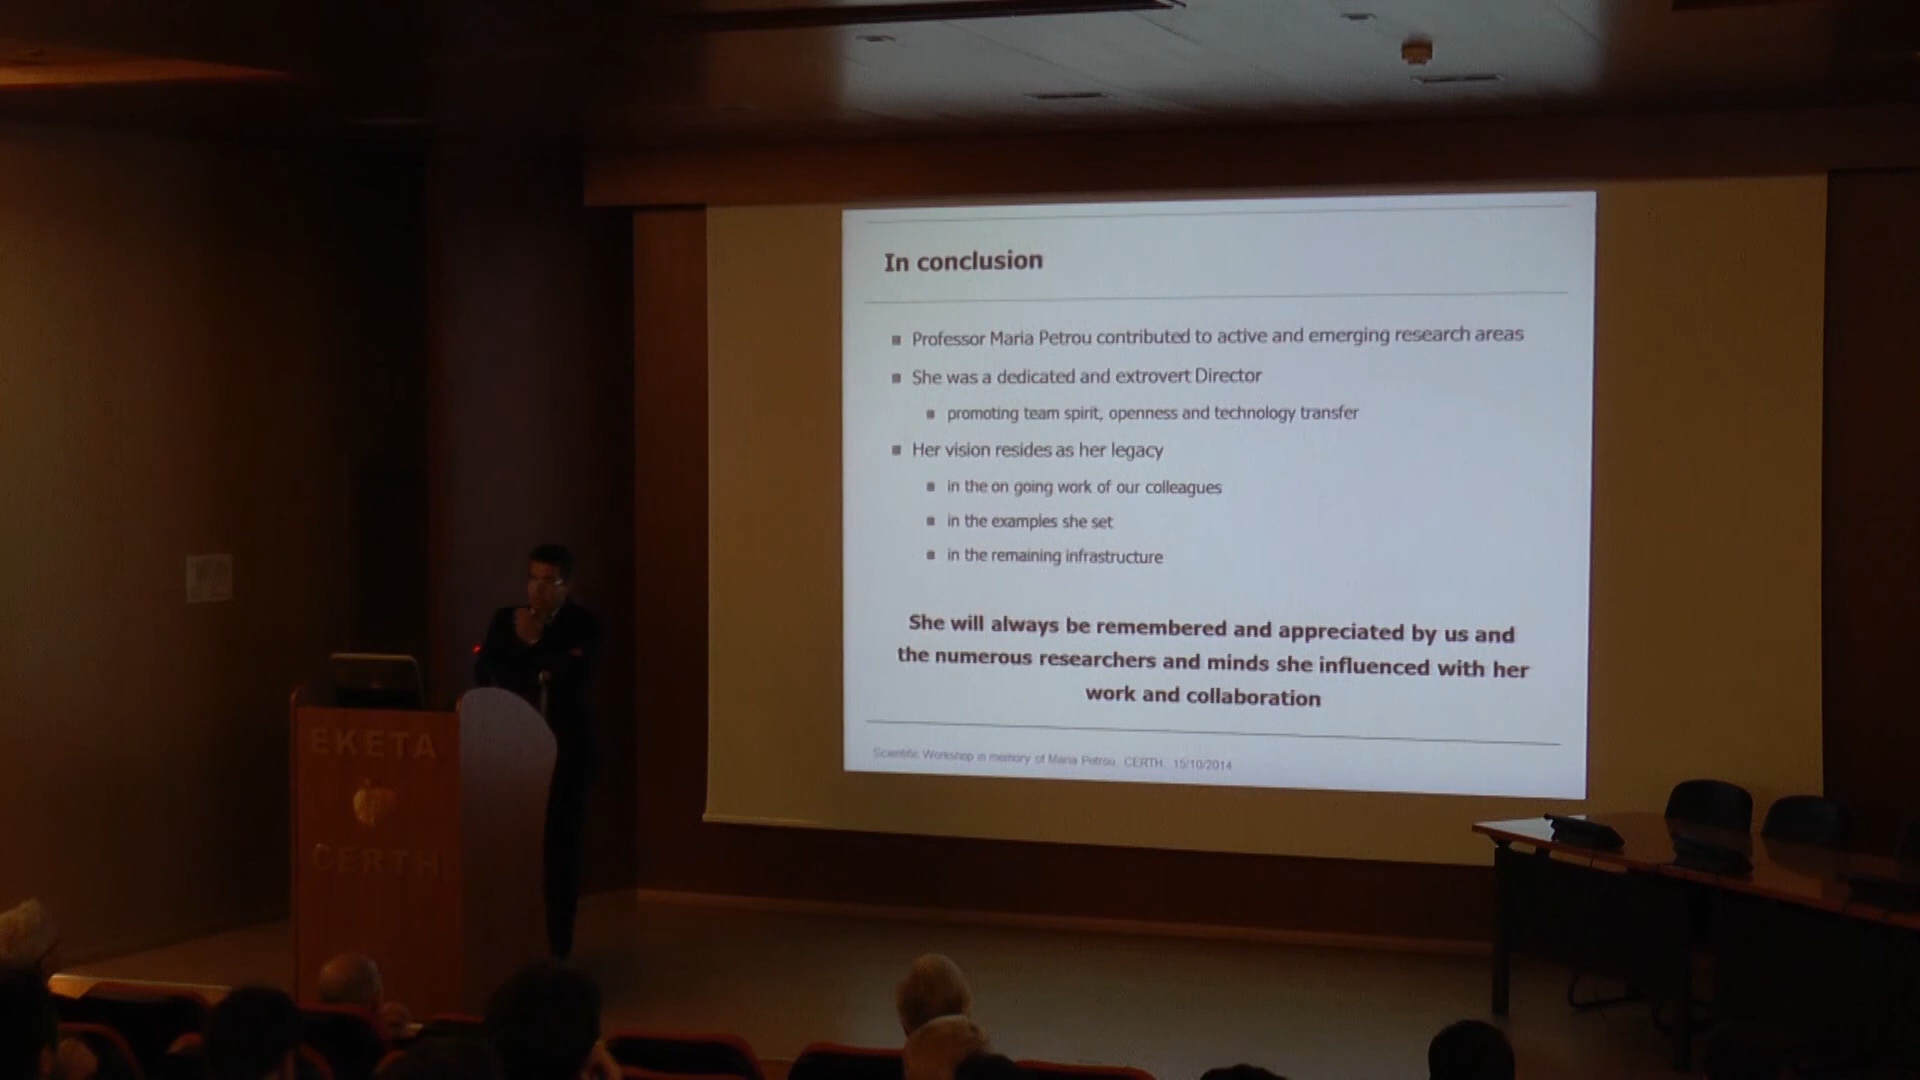 In conclusion
Professor Maria Petrou contributed to active and emerging research areas
She was a dedicated and extrovert Director
promoting team spirit, openness and technology transfer
Her vision resides as her legacy
in the on going work of our colleagues
in the examples she set
in the remaining infrastructure
She will always be remembered and appreciated by us and
the numerous researchers and minds she influenced with her
work and collaboration
Scientific Workshop in memory of Maria Petrou, CERTH, 15/10/2014
EKETA
CERTH